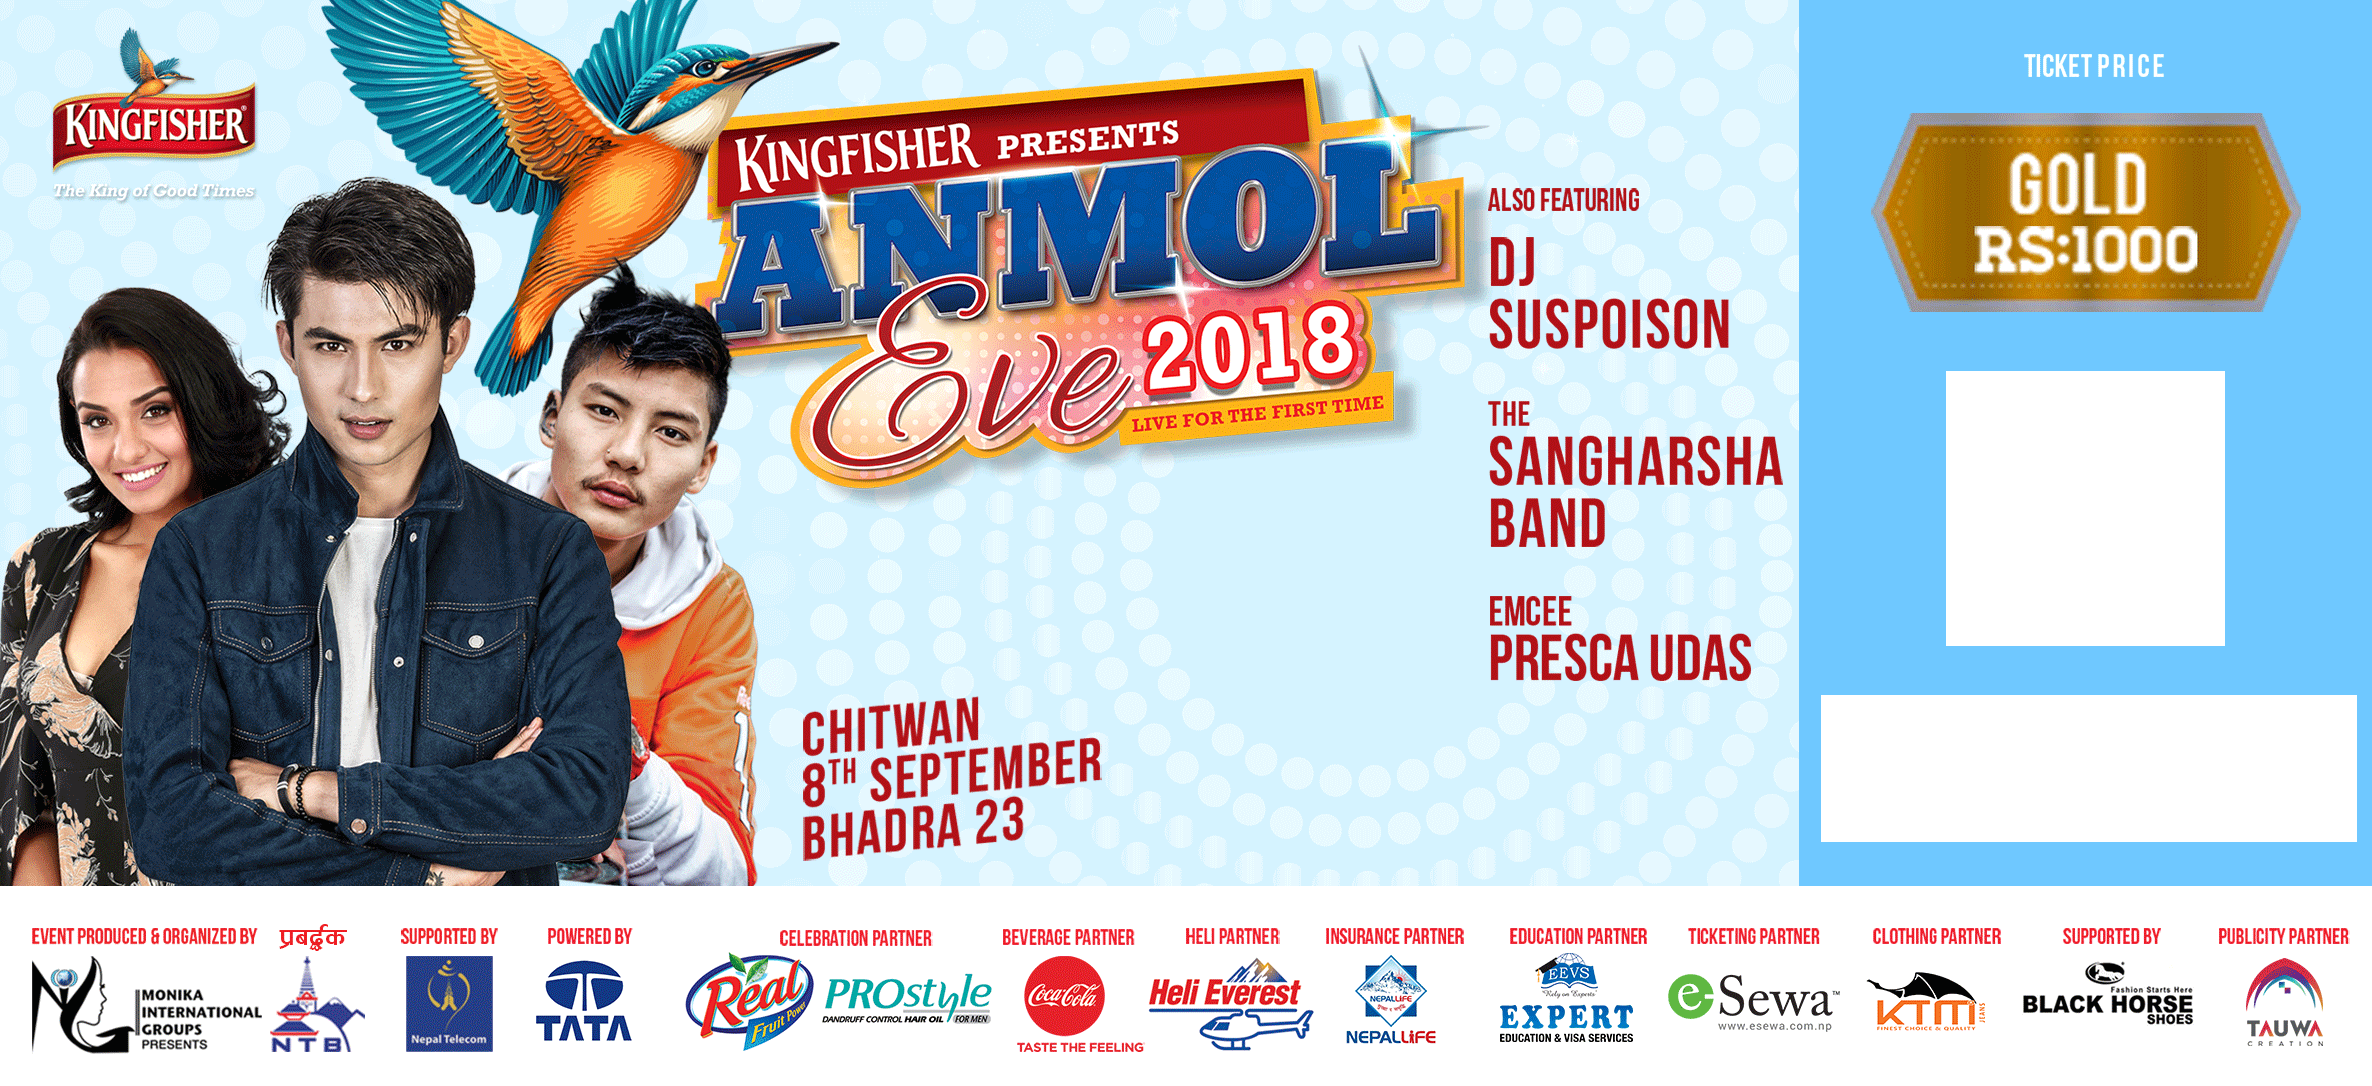 KINGFISHER
The King of Good Times
KINGFISHER PRESENTS
ANMOL
Eve 2018
LIVE FOR THE FIRST TIME
ALSO FEATURING
DJ
SUSPOISON
THE
SANGHARSHA
BAND
EMCEE
PRESCA UDAS
CHITWAN
8TH SEPTEMBER
BHADRA 23
TICKET PRICE
GOLD
RS:1000
EVENT PRODUCED & ORGANIZED BY
MONIKA
INTERNATIONAL
GROUPS
PRESENTS
प्रबर्द्धक
NTB
SUPPORTED BY
Nepal Telecom
POWERED BY
TATA
CELEBRATION PARTNER
Real
Fruit Power
PROstyle
DANDRUFF CONTROL HAIR OIL FOR MEN
BEVERAGE PARTNER
Coca-Cola
TASTE THE FEELING
HELI PARTNER
Heli Everest
INSURANCE PARTNER
NEPALLIFE
NEPALLIFE
EDUCATION PARTNER
EEVS
Rely on Experts
EXPERT
EDUCATION & VISA SERVICES
TICKETING PARTNER
eSewa™
www.esewa.com.np
CLOTHING PARTNER
KTM JEANS
FINEST CHOICE & QUALITY
SUPPORTED BY
Fashion Starts Here
BLACK HORSE
SHOES
PUBLICITY PARTNER
TAUWA
CREATION